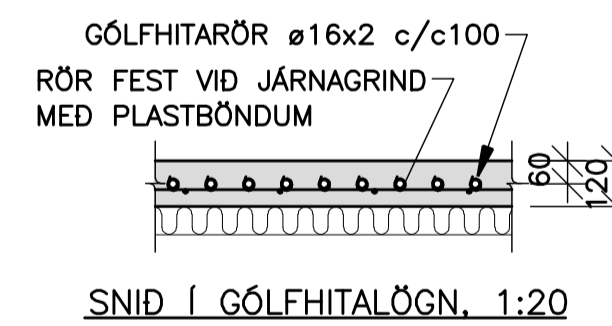 GÓLFHITARÖR ø16x2 c/c100
RÖR FEST VIÐ JÁRNAGRIND
MEÐ PLASTBÖNDUM
60
120
SNIÐ Í GÓLFHITALÖGN, 1:20